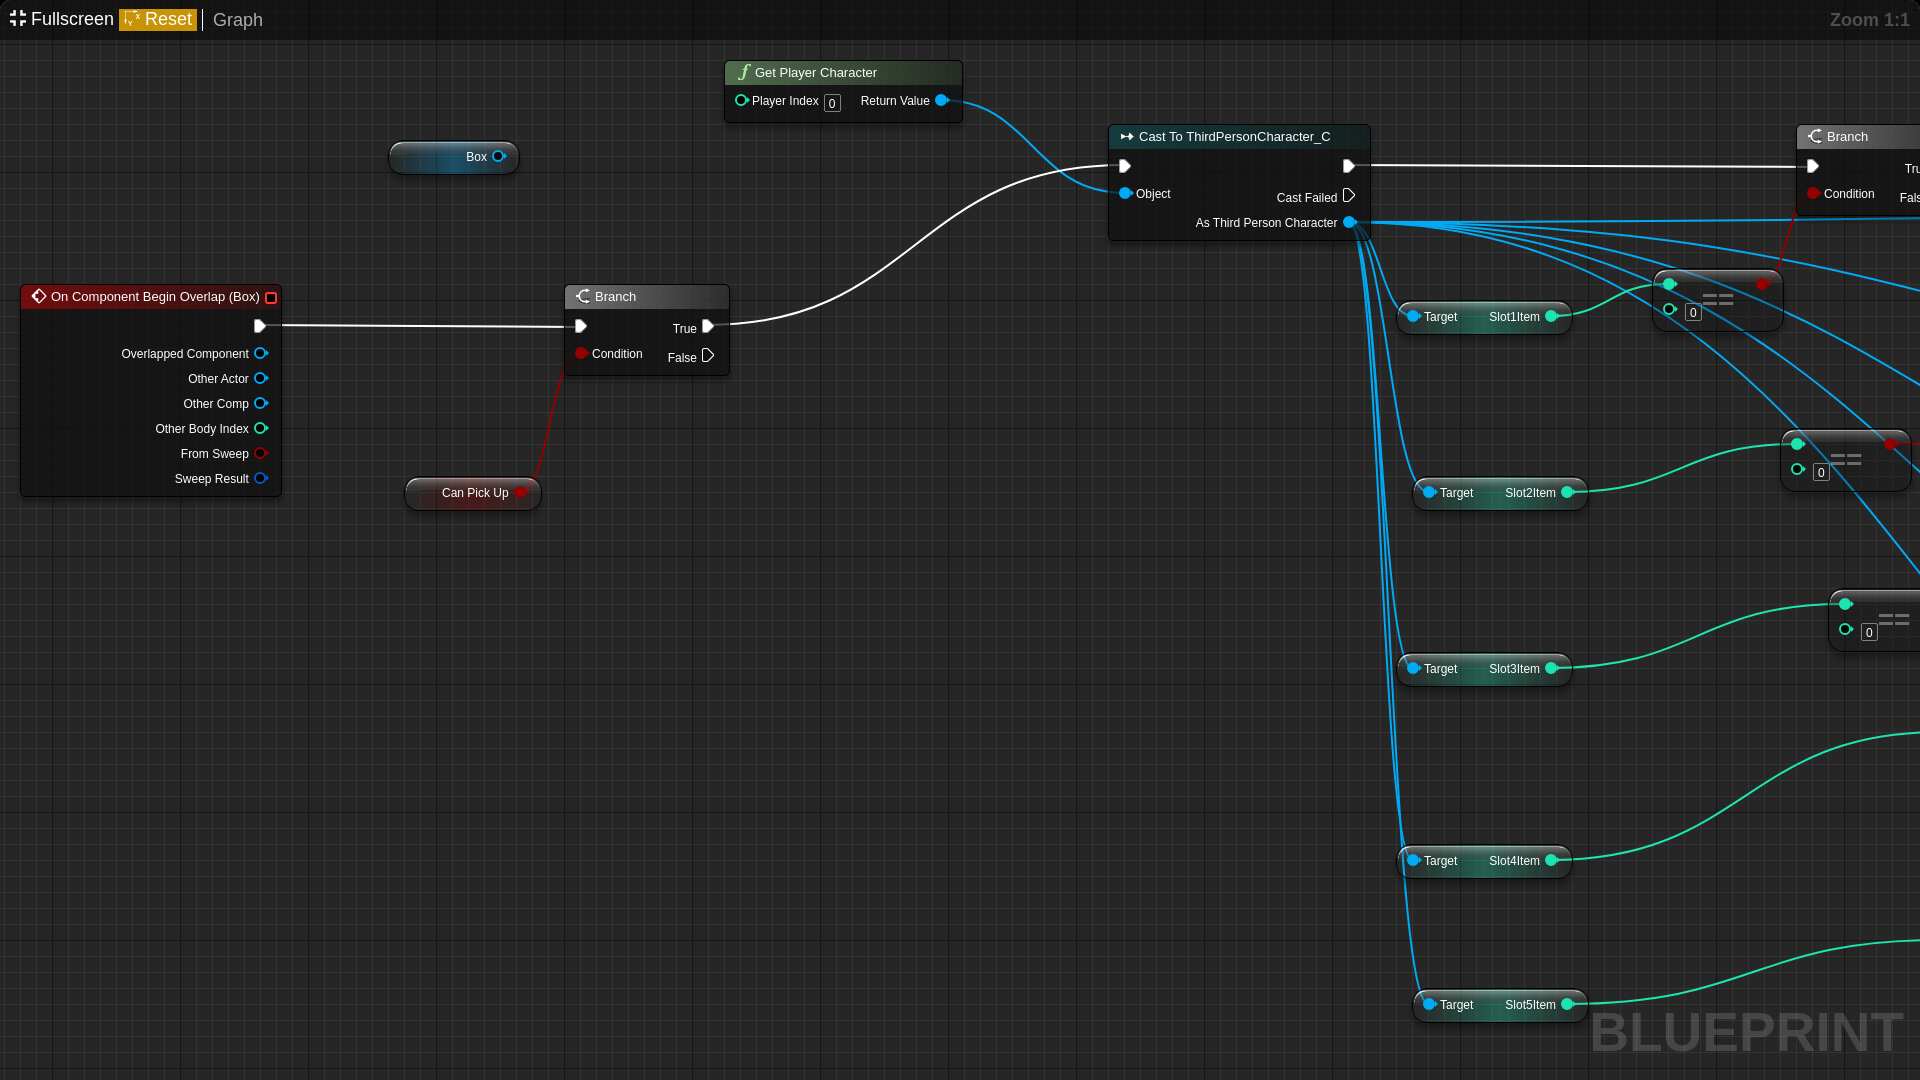 Fullscreen Reset Graph Zoom 1:1
Get Player Character
Player Index 0 Return Value
Box
Cast To ThirdPersonCharacter_C
Object
Cast Failed
As Third Person Character
Branch
Tru
Condition
Fals
On Component Begin Overlap (Box)
Overlapped Component
Other Actor
Other Comp
Other Body Index
From Sweep
Sweep Result
Branch
True
Condition
False
Can Pick Up
Target Slot1Item
0
==
Target Slot2Item
0
==
Target Slot3Item
0
==
Target Slot4Item
Target Slot5Item
BLUEPRINT